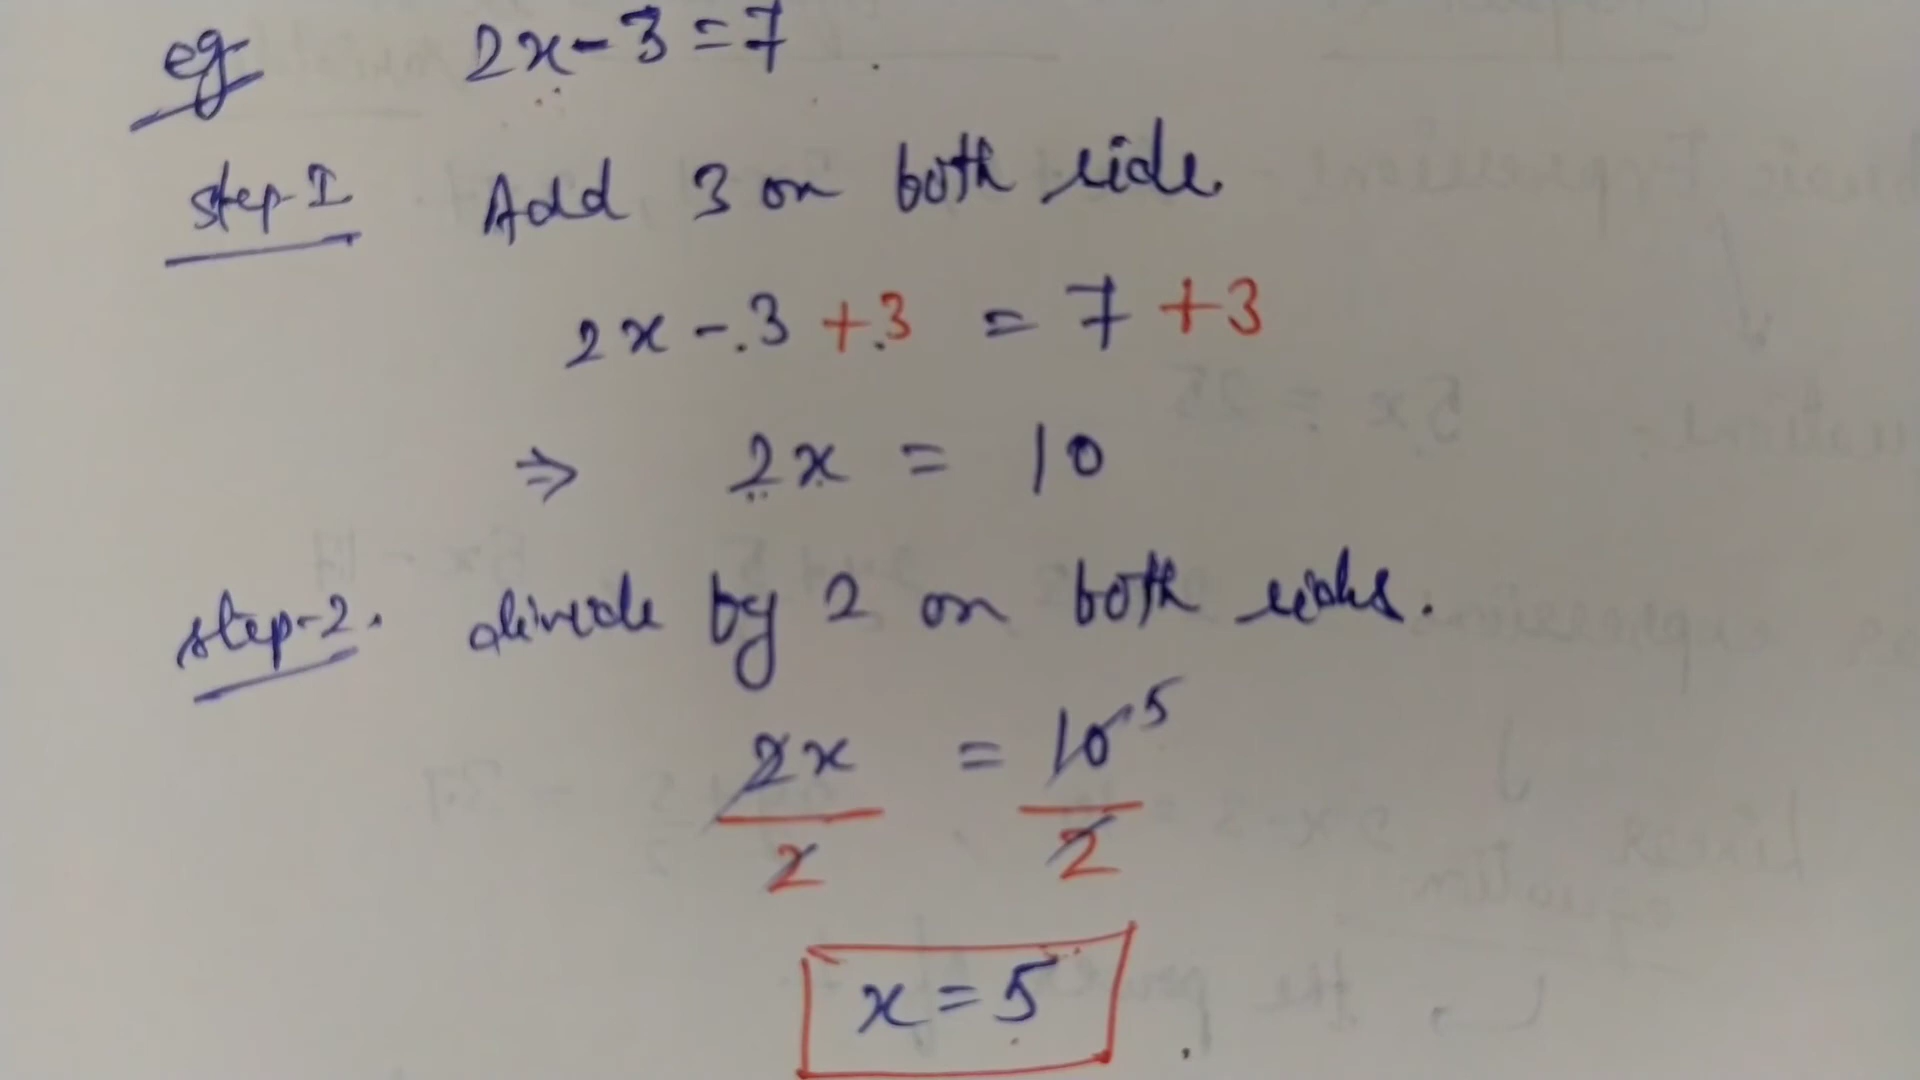 eg 2x-3=7
step-I Add 3 on both side
2x-3+3 = 7+3
⇒ 2x = 10
step-2. divide by 2 on both sides.
2x/2 = 10/2 5
x=5